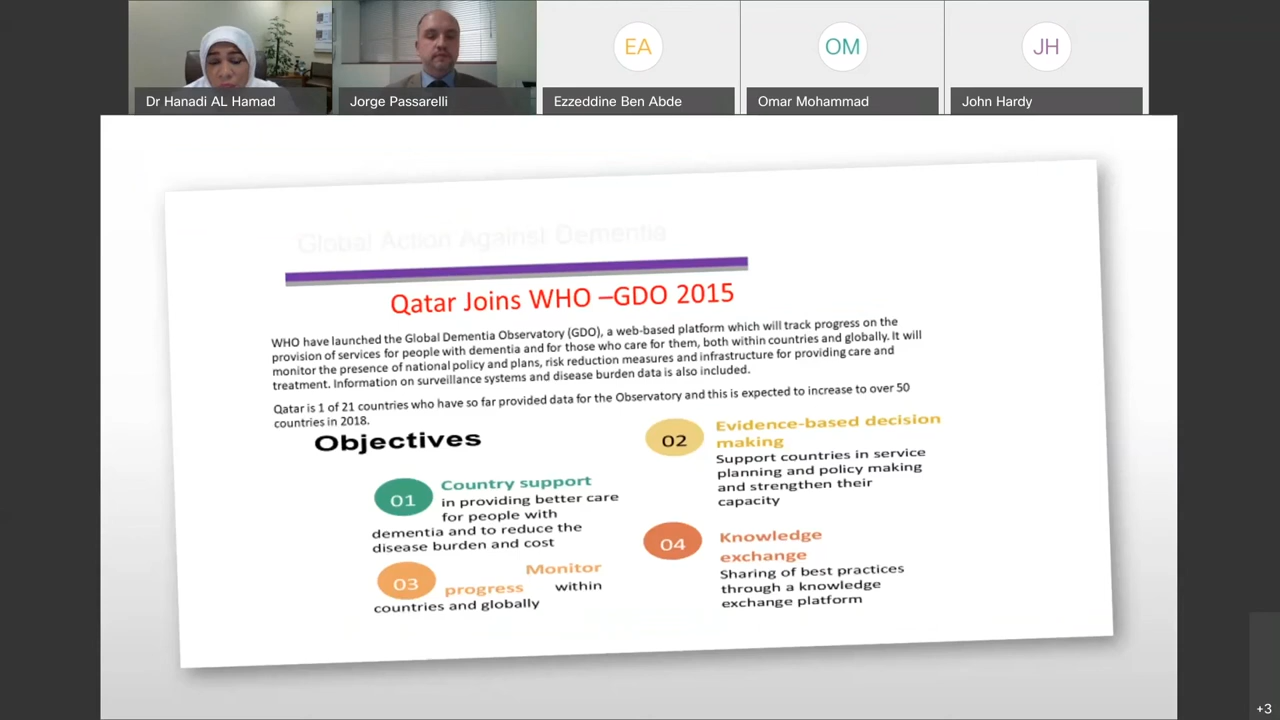 EA
OM
JH
Dr Hanadi AL Hamad
Jorge Passarelli
Ezzeddine Ben Abde
Omar Mohammad
John Hardy
Global Action Against Dementia
Qatar Joins WHO –GDO 2015
WHO have launched the Global Dementia Observatory (GDO), a web-based platform which will track progress on the
provision of services for people with dementia and for those who care for them, both within countries and globally. It will
monitor the presence of national policy and plans, risk reduction measures and infrastructure for providing care and
treatment. Information on surveillance systems and disease burden data is also included.
Qatar is 1 of 21 countries who have so far provided data for the Observatory and this is expected to increase to over 50
countries in 2018.
Objectives
01
Country support
in providing better care
for people with
dementia and to reduce the
disease burden and cost
02
Evidence-based decision
making
Support countries in service
planning and policy making
and strengthen their
capacity
03
Monitor
progress within
countries and globally
04
Knowledge
exchange
Sharing of best practices
through a knowledge
exchange platform
+3